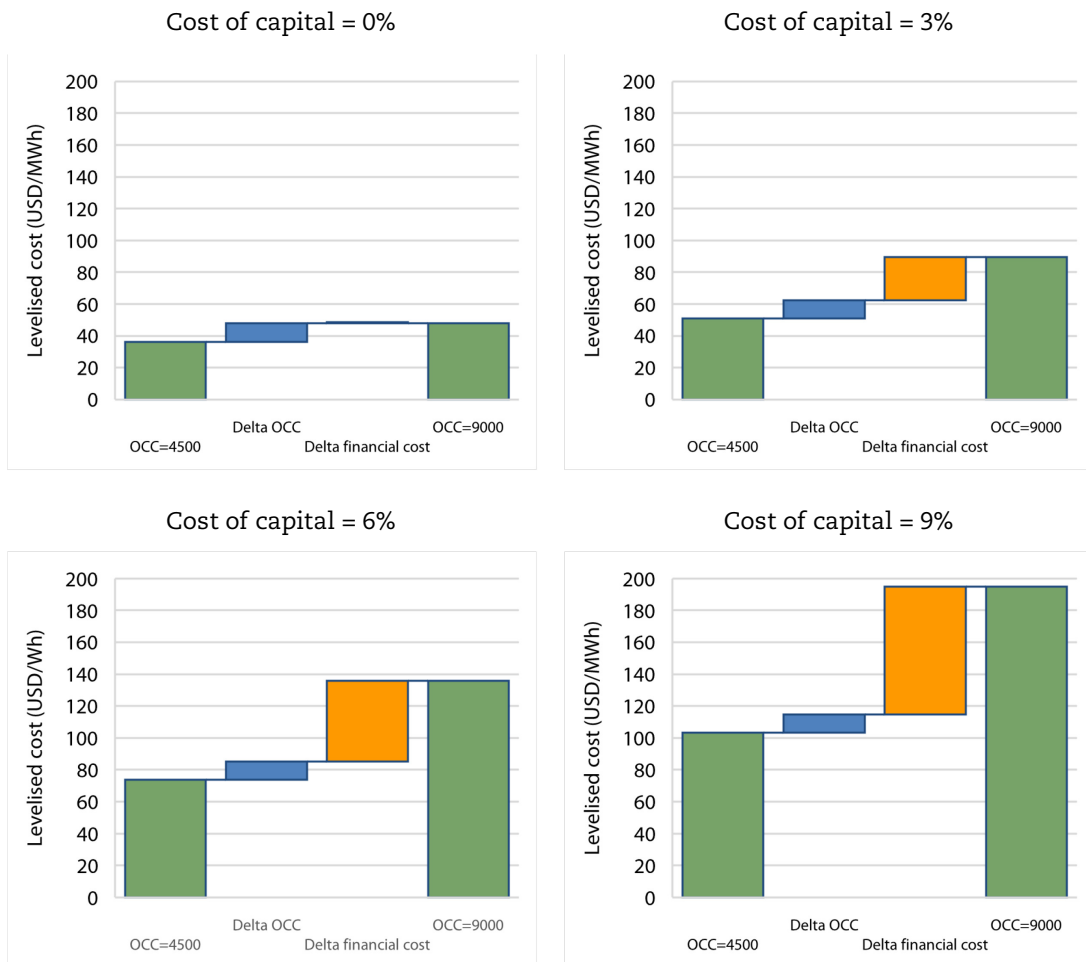 Cost of capital = 0%
Levelised cost (USD/MWh)
200
180
160
140
120
100
80
60
40
20
0
Delta OCC OCC=9000
OCC=4500 Delta financial cost
Cost of capital = 3%
Levelised cost (USD/MWh)
200
180
160
140
120
100
80
60
40
20
0
Delta OCC OCC=9000
OCC=4500 Delta financial cost
Cost of capital = 6%
Levelised cost (USD/Wh)
200
180
160
140
120
100
80
60
40
20
0
Delta OCC OCC=9000
OCC=4500 Delta financial cost
Cost of capital = 9%
Levelised cost (USD/MWh)
200
180
160
140
120
100
80
60
40
20
0
Delta OCC OCC=9000
OCC=4500 Delta financial cost